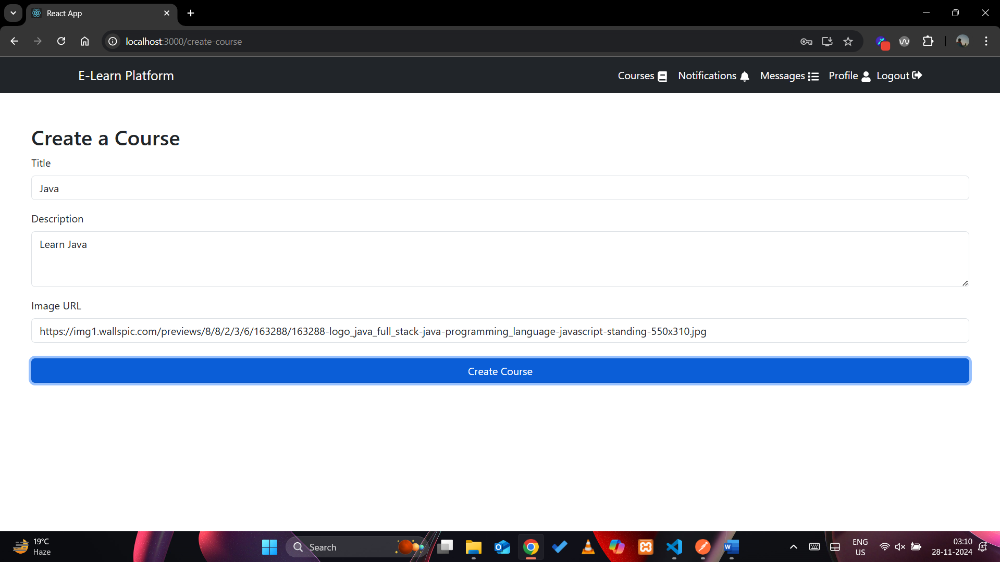 React App
localhost:3000/create-course
E-Learn Platform
Courses Notifications Messages Profile Logout
Create a Course
Title
Java
Description
Learn Java
Image URL
https://img1.wallspic.com/previews/8/8/2/3/6/163288/163288-logo_java_full_stack-java-programming_language-javascript-standing-550x310.jpg
Create Course
19°C
Haze
Search
ENG
US
03:10
28-11-2024